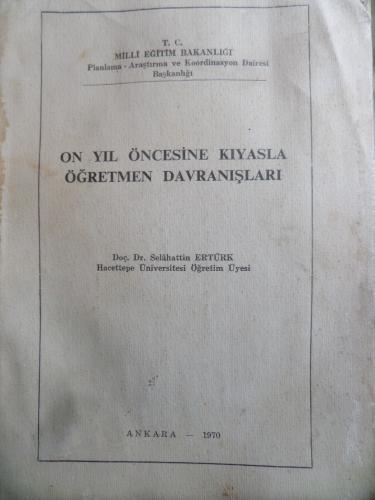 T. C.
MİLLÎ EĞİTİM BAKANLIĞI
Planlama - Araştırma ve Koordinasyon Dairesi
Başkanlığı
ON YIL ÖNCESİNE KIYASLA
ÖĞRETMEN DAVRANIŞLARI
Doç. Dr. Selâhattin ERTÜRK
Hacettepe Üniversitesi Öğretim Üyesi
ANKARA — 1970